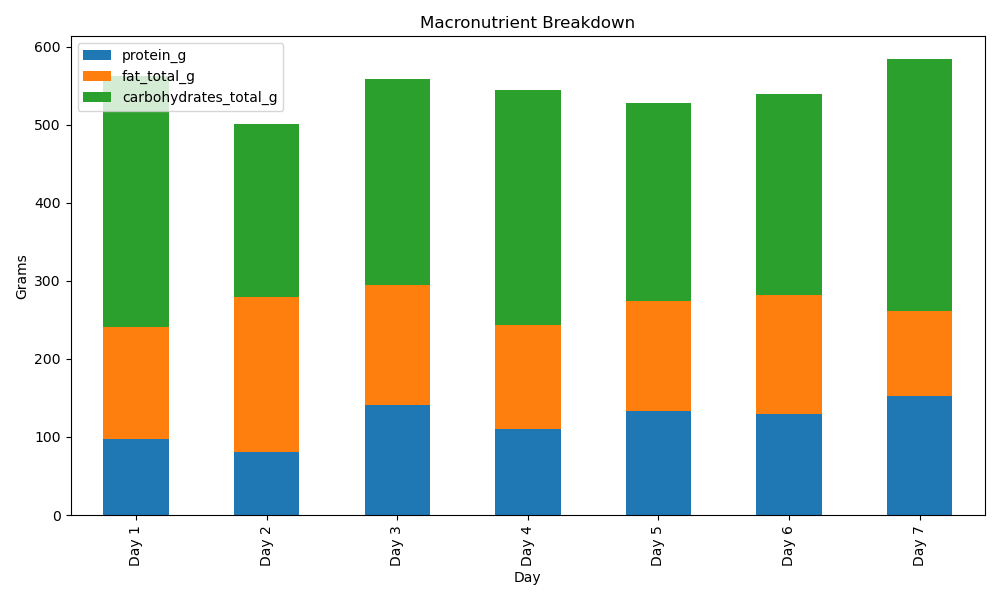 Macronutrient Breakdown
protein_g
fat_total_g
carbohydrates_total_g
600
500
400
300
200
100
0
Grams
Day 1
Day 2
Day 3
Day 4
Day 5
Day 6
Day 7
Day